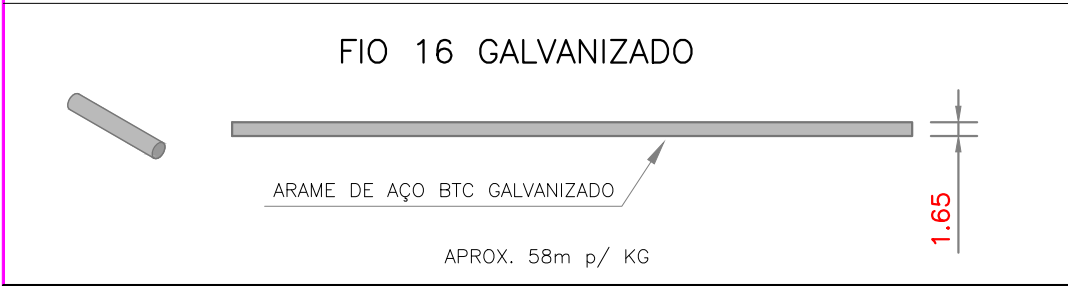 FIO 16 GALVANIZADO
ARAME DE AÇO BTC GALVANIZADO
1.65
APROX. 58m p/ KG